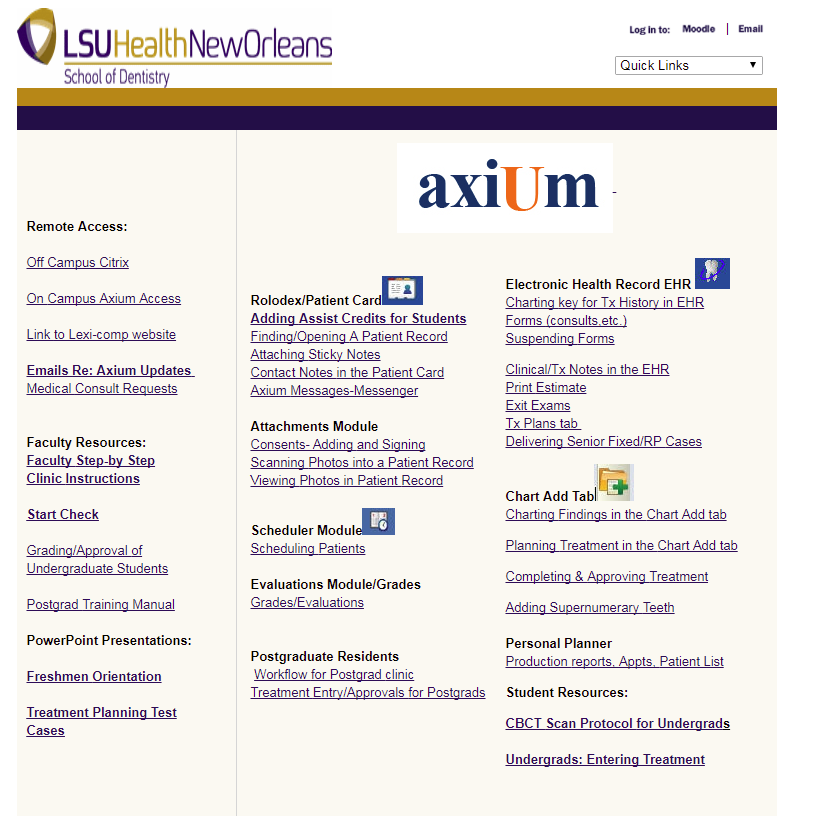 LSUHealthNewOrleans
School of Dentistry
Log in to: Moodle | Email
Quick Links
axiUm
Remote Access:
Off Campus Citrix
On Campus Axium Access
Link to Lexi-comp website
Emails Re: Axium Updates
Medical Consult Requests
Faculty Resources:
Faculty Step-by Step
Clinic Instructions
Start Check
Grading/Approval of
Undergraduate Students
Postgrad Training Manual
PowerPoint Presentations:
Freshmen Orientation
Treatment Planning Test
Cases
Rolodex/Patient Card
Adding Assist Credits for Students
Finding/Opening A Patient Record
Attaching Sticky Notes
Contact Notes in the Patient Card
Axium Messages-Messenger
Attachments Module
Consents- Adding and Signing
Scanning Photos into a Patient Record
Viewing Photos in Patient Record
Scheduler Module
Scheduling Patients
Evaluations Module/Grades
Grades/Evaluations
Postgraduate Residents
Workflow for Postgrad clinic
Treatment Entry/Approvals for Postgrads
Electronic Health Record EHR
Charting key for Tx History in EHR
Forms (consults,etc.)
Suspending Forms
Clinical/Tx Notes in the EHR
Print Estimate
Exit Exams
Tx Plans tab
Delivering Senior Fixed/RP Cases
Chart Add Tab
Charting Findings in the Chart Add tab
Planning Treatment in the Chart Add tab
Completing & Approving Treatment
Adding Supernumerary Teeth
Personal Planner
Production reports, Appts, Patient List
Student Resources:
CBCT Scan Protocol for Undergrads
Undergrads: Entering Treatment